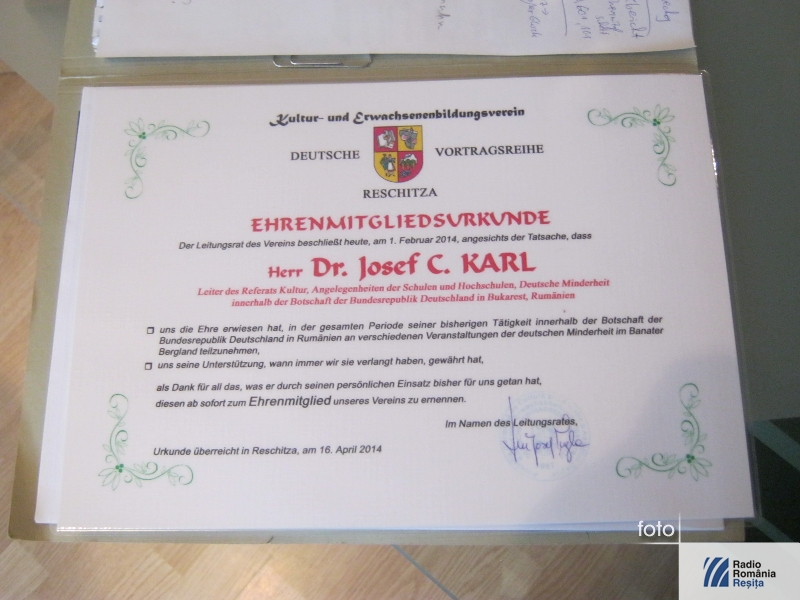 Kultur- und Erwachsenenbildungsverein
DEUTSCHE VORTRAGSREIHE
RESCHITZA
EHRENMITGLIEDSURKUNDE
Der Leitungsrat des Vereins beschließt heute, am 1. Februar 2014, angesichts der Tatsache, dass
Herr Dr. Josef C. KARL
Leiter des Referats Kultur, Angelegenheiten der Schulen und Hochschulen, Deutsche Minderheit
innerhalb der Botschaft der Bundesrepublik Deutschland in Bukarest, Rumänien
uns die Ehre erwiesen hat, in der gesamten Periode seiner bisherigen Tätigkeit innerhalb der Botschaft der
Bundesrepublik Deutschland in Rumänien an verschiedenen Veranstaltungen der deutschen Minderheit im Banater
Bergland teilzunehmen,
uns seine Unterstützung, wann immer wir sie verlangt haben, gewährt hat,
als Dank für all das, was er durch seinen persönlichen Einsatz bisher für uns getan hat,
diesen ab sofort zum Ehrenmitglied unseres Vereins zu ernennen.
Im Namen des Leitungsrates,
Urkunde überreicht in Reschitza, am 16. April 2014
foto
Radio
România
Reșița